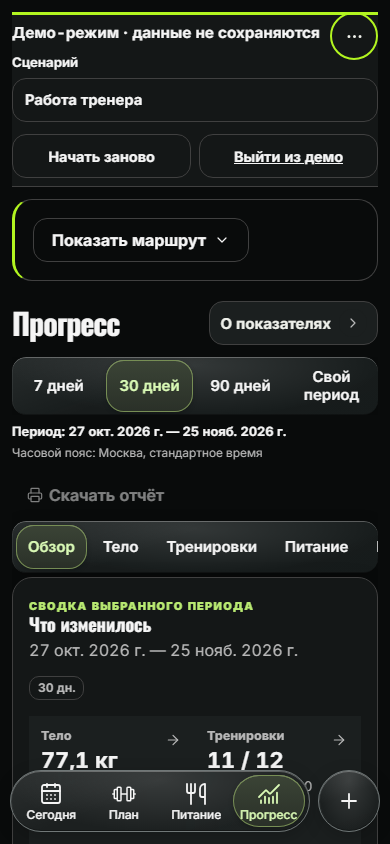 Демо-режим · данные не сохраняются
Сценарий
Работа тренера
Начать заново
Выйти из демо
Показать маршрут
Прогресс
О показателях
7 дней
30 дней
90 дней
Свой
период
Период: 27 окт. 2026 г. — 25 нояб. 2026 г.
Часовой пояс: Москва, стандартное время
Скачать отчёт
Обзор
Тело
Тренировки
Питание
СВОДКА ВЫБРАННОГО ПЕРИОДА
Что изменилось
27 окт. 2026 г. — 25 нояб. 2026 г.
30 дн.
Тело
77,1 кг
Тренировки
11 / 12
Сегодня
План
Питание
Прогресс